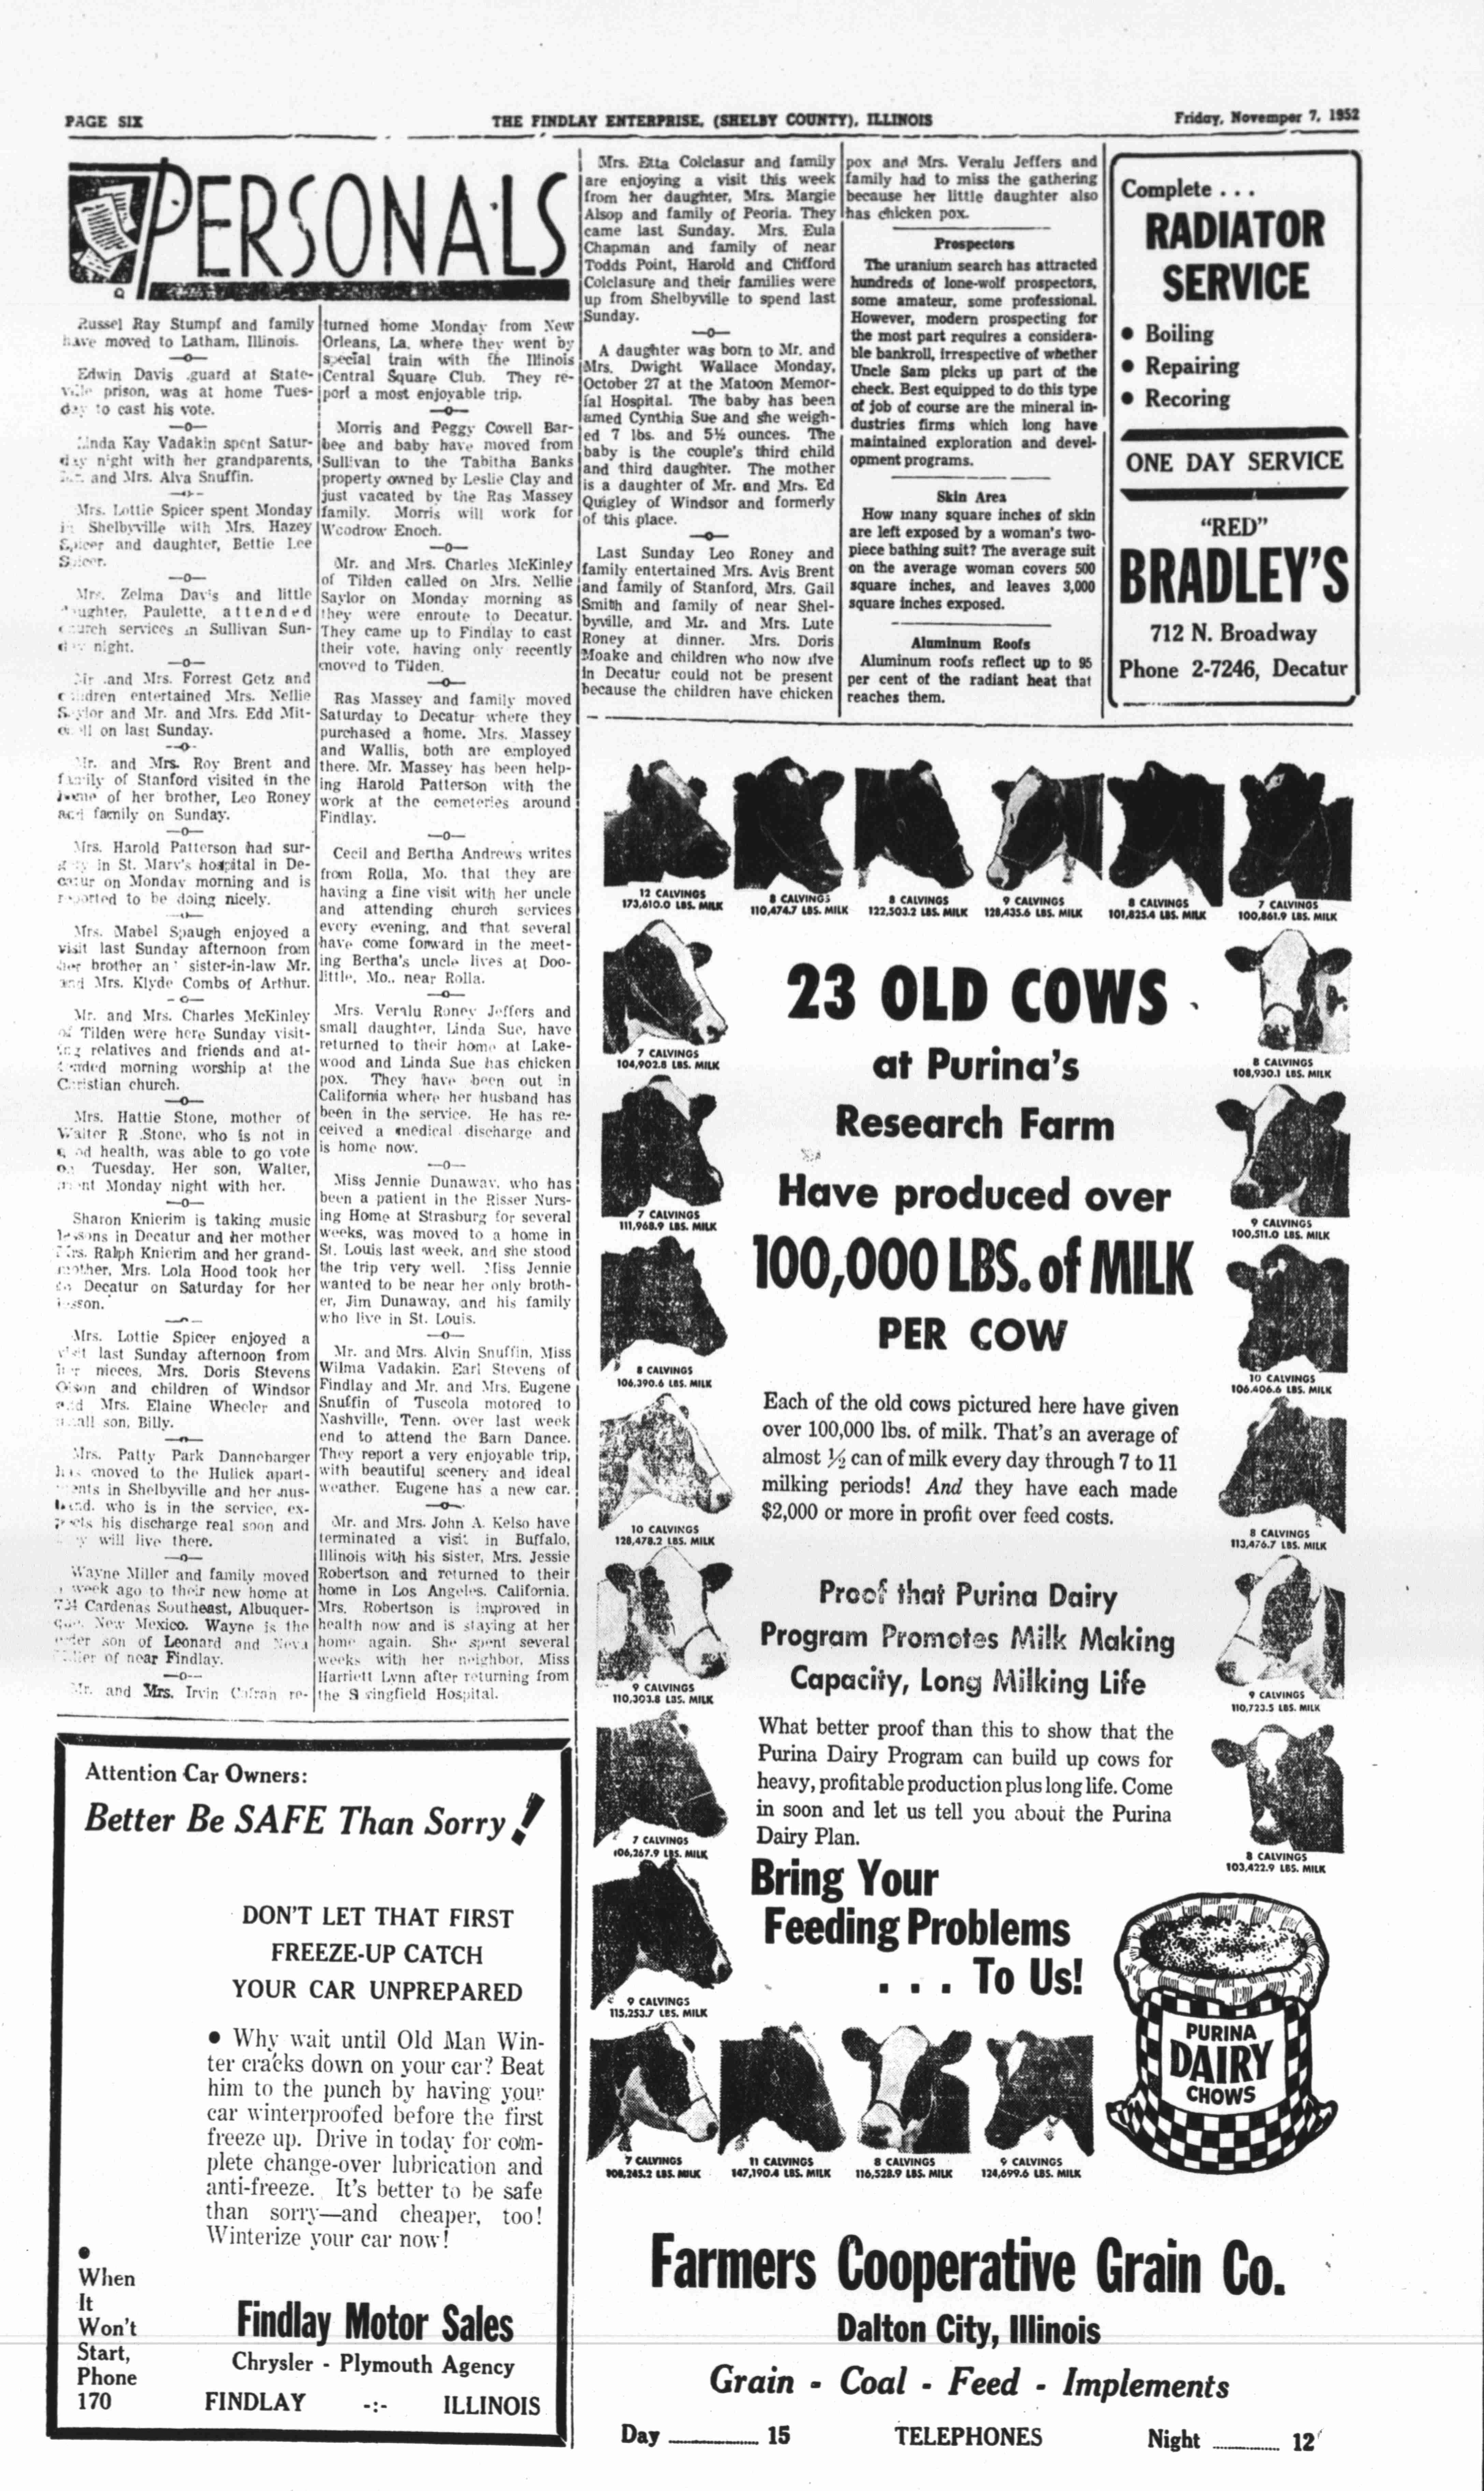 PAGE SIX
THE FINDLAY ENTERPRISE, (SHELBY COUNTY), ILLINOIS
Friday, Novemper 7, 1952
PERSONALS
Russel Ray Stumpf and family
have moved to Latham, Illinois.
—o—
Edwin Davis .guard at State-
ville prison, was at home Tues-
day to cast his vote.
—o—
Linda Kay Vadakin spent Satur-
day n'ght with her grandparents,
and Mrs. Alva Snuffin.
—o—
Mrs. Lottie Spicer spent Monday
in Shelbyville with Mrs. Hazey
Spicer and daughter, Bettie Lee
Spicer.
—o—
Mrs. Zelma Davis and little
daughter, Paulette, attended
church services in Sullivan Sun-
day night.
—o—
Mr .and Mrs. Forrest Getz and
children entertained Mrs. Nellie
Saylor and Mr. and Mrs. Edd Mit-
on last Sunday.
—o—
Mr. and Mrs. Roy Brent and
family of Stanford visited in the
home of her brother, Leo Roney
and family on Sunday.
—o—
Mrs. Harold Patterson had sur-
gery in St. Mary's hospital in De-
catur on Monday morning and is
reported to be doing nicely.
—o—
Mrs. Mabel Spaugh enjoyed a
visit last Sunday afternoon from
her brother an' sister-in-law Mr.
and Mrs. Klyde Combs of Arthur.
—o—
Mr. and Mrs. Charles McKinley
of Tilden were here Sunday visit-
ing relatives and friends and at-
tended morning worship at the
Christian church.
—o—
Mrs. Hattie Stone, mother of
Walter R .Stone, who is not in
health, was able to go vote
on Tuesday. Her son, Walter,
spent Monday night with her.
—o—
Sharon Knierim is taking music
lessons in Decatur and her mother
Mrs. Ralph Knierim and her grand-
mother, Mrs. Lola Hood took her
to Decatur on Saturday for her
lesson.
—o—
Mrs. Lottie Spicer enjoyed a
visit last Sunday afternoon from
her nieces, Mrs. Doris Stevens
Olson and children of Windsor
and Mrs. Elaine Wheeler and
small son, Billy.
—o—
Mrs. Patty Park Dannebarger
has moved to the Hulick apart-
ments in Shelbyville and her hus-
band, who is in the service, ex-
pects his discharge real soon and
will live there.
—o—
Wayne Miller and family moved
week ago to their new home at
Cardenas Southeast, Albuquer-
que, New Mexico. Wayne is the
son of Leonard and Neva
Miller of near Findlay.
—o—
Mr. and Mrs. Irvin Cofran re-
turned home Monday from New
Orleans, La. where they went by
special train with the Illinois
Central Square Club. They re-
port a most enjoyable trip.
—o—
Morris and Peggy Cowell Bar-
bee and baby have moved from
Sullivan to the Tabitha Banks
property owned by Leslie Clay and
just vacated by the Ras Massey
family. Morris will work for
Woodrow Enoch.
—o—
Mr. and Mrs. Charles McKinley
of Tilden called on Mrs. Nellie
Saylor on Monday morning as
they were enroute to Decatur.
They came up to Findlay to cast
their vote, having only recently
moved to Tilden.
—o—
Ras Massey and family moved
Saturday to Decatur where they
purchased a home. Mrs. Massey
and Wallis, both are employed
there. Mr. Massey has been help-
ing Harold Patterson with the
work at the cemeteries around
Findlay.
—o—
Cecil and Bertha Andrews writes
from Rolla, Mo. that they are
having a fine visit with her uncle
and attending church services
every evening, and that several
have come forward in the meet-
ing Bertha's uncle lives at Doo-
little, Mo., near Rolla.
—o—
Mrs. Veralu Roney Jeffers and
small daughter, Linda Sue, have
returned to their home at Lake-
wood and Linda Sue has chicken
pox. They have been out in
California where her husband has
been in the service. He has re-
ceived a medical discharge and
is home now.
—o—
Miss Jennie Dunaway, who has
been a patient in the Risser Nurs-
ing Home at Strasburg for several
weeks, was moved to a home in
St. Louis last week, and she stood
the trip very well. Miss Jennie
wanted to be near her only broth-
er, Jim Dunaway, and his family
who live in St. Louis.
—o—
Mr. and Mrs. Alvin Snuffin, Miss
Wilma Vadakin, Earl Stevens of
Findlay and Mr. and Mrs. Eugene
Snuffin of Tuscola motored to
Nashville, Tenn. over last week
end to attend the Barn Dance.
They report a very enjoyable trip,
with beautiful scenery and ideal
weather. Eugene has a new car.
—o—
Mr. and Mrs. John A. Kelso have
terminated a visit in Buffalo,
Illinois with his sister, Mrs. Jessie
Robertson and returned to their
home in Los Angeles, California.
Mrs. Robertson is improved in
health now and is staying at her
home again. She spent several
weeks with her neighbor, Miss
Harriett Lynn after returning from
the Springfield Hospital.
Mrs. Etta Colclasur and family
are enjoying a visit this week
from her daughter, Mrs. Margie
Alsop and family of Peoria. They
came last Sunday. Mrs. Eula
Chapman and family of near
Todds Point, Harold and Clifford
Colclasure and their families were
up from Shelbyville to spend last
Sunday.
—o—
A daughter was born to Mr. and
Mrs. Dwight Wallace Monday,
October 27 at the Matoon Memor-
ial Hospital. The baby has been
amed Cynthia Sue and she weigh-
ed 7 lbs. and 5½ ounces. The
baby is the couple's third child
and third daughter. The mother
is a daughter of Mr. and Mrs. Ed
Quigley of Windsor and formerly
of this place.
—o—
Last Sunday Leo Roney and
family entertained Mrs. Avis Brent
and family of Stanford, Mrs. Gail
Smith and family of near Shel-
byville, and Mr. and Mrs. Lute
Roney at dinner. Mrs. Doris
Moake and children who now ilve
in Decatur could not be present
because the children have chicken
pox and Mrs. Veralu Jeffers and
family had to miss the gathering
because her little daughter also
has chicken pox.
Prospectors
The uranium search has attracted
hundreds of lone-wolf prospectors,
some amateur, some professional.
However, modern prospecting for
the most part requires a considera-
ble bankroll, irrespective of whether
Uncle Sam picks up part of the
check. Best equipped to do this type
of job of course are the mineral in-
dustries firms which long have
maintained exploration and devel-
opment programs.
Skin Area
How many square inches of skin
are left exposed by a woman's two-
piece bathing suit? The average suit
on the average woman covers 500
square inches, and leaves 3,000
square inches exposed.
Aluminum Roofs
Aluminum roofs reflect up to 95
per cent of the radiant heat that
reaches them.
Complete . . .
RADIATOR
SERVICE
• Boiling
• Repairing
• Recoring
ONE DAY SERVICE
"RED"
BRADLEY'S
712 N. Broadway
Phone 2-7246, Decatur
12 CALVINGS
173,610.0 LBS. MILK
8 CALVINGS
110,474.7 LBS. MILK
8 CALVINGS
122,503.2 LBS. MILK
9 CALVINGS
128,435.6 LBS. MILK
8 CALVINGS
101,825.4 LBS. MILK
7 CALVINGS
100,861.9 LBS. MILK
7 CALVINGS
104,902.8 LBS. MILK
7 CALVINGS
111,968.9 LBS. MILK
8 CALVINGS
106,390.6 LBS. MILK
10 CALVINGS
128,478.2 LBS. MILK
9 CALVINGS
110,303.8 LBS. MILK
7 CALVINGS
106,267.9 LBS. MILK
9 CALVINGS
115,253.7 LBS. MILK
23 OLD COWS
at Purina's
Research Farm
Have produced over
100,000 LBS. of MILK
PER COW
Each of the old cows pictured here have given
over 100,000 lbs. of milk. That's an average of
almost ½ can of milk every day through 7 to 11
milking periods! And they have each made
$2,000 or more in profit over feed costs.
Proof that Purina Dairy
Program Promotes Milk Making
Capacity, Long Milking Life
What better proof than this to show that the
Purina Dairy Program can build up cows for
heavy, profitable production plus long life. Come
in soon and let us tell you about the Purina
Dairy Plan.
Bring Your
Feeding Problems
. . . To Us!
8 CALVINGS
108,930.1 LBS. MILK
9 CALVINGS
100,511.0 LBS. MILK
10 CALVINGS
106,406.6 LBS. MILK
8 CALVINGS
113,476.7 LBS. MILK
9 CALVINGS
110,723.5 LBS. MILK
8 CALVINGS
103,422.9 LBS. MILK
PURINA
DAIRY
CHOWS
7 CALVINGS
108,245.2 LBS. MILK
11 CALVINGS
147,190.4 LBS. MILK
8 CALVINGS
116,528.9 LBS. MILK
9 CALVINGS
124,699.6 LBS. MILK
Farmers Cooperative Grain Co.
Dalton City, Illinois
Grain - Coal - Feed - Implements
Day 15 TELEPHONES Night 12
Attention Car Owners:
Better Be SAFE Than Sorry!
DON'T LET THAT FIRST
FREEZE-UP CATCH
YOUR CAR UNPREPARED
• Why wait until Old Man Win-
ter cracks down on your car? Beat
him to the punch by having your
car winterproofed before the first
freeze up. Drive in today for com-
plete change-over lubrication and
anti-freeze. It's better to be safe
than sorry—and cheaper, too!
Winterize your car now!
•
When
It
Won't
Start,
Phone
170
Findlay Motor Sales
Chrysler - Plymouth Agency
FINDLAY -:- ILLINOIS